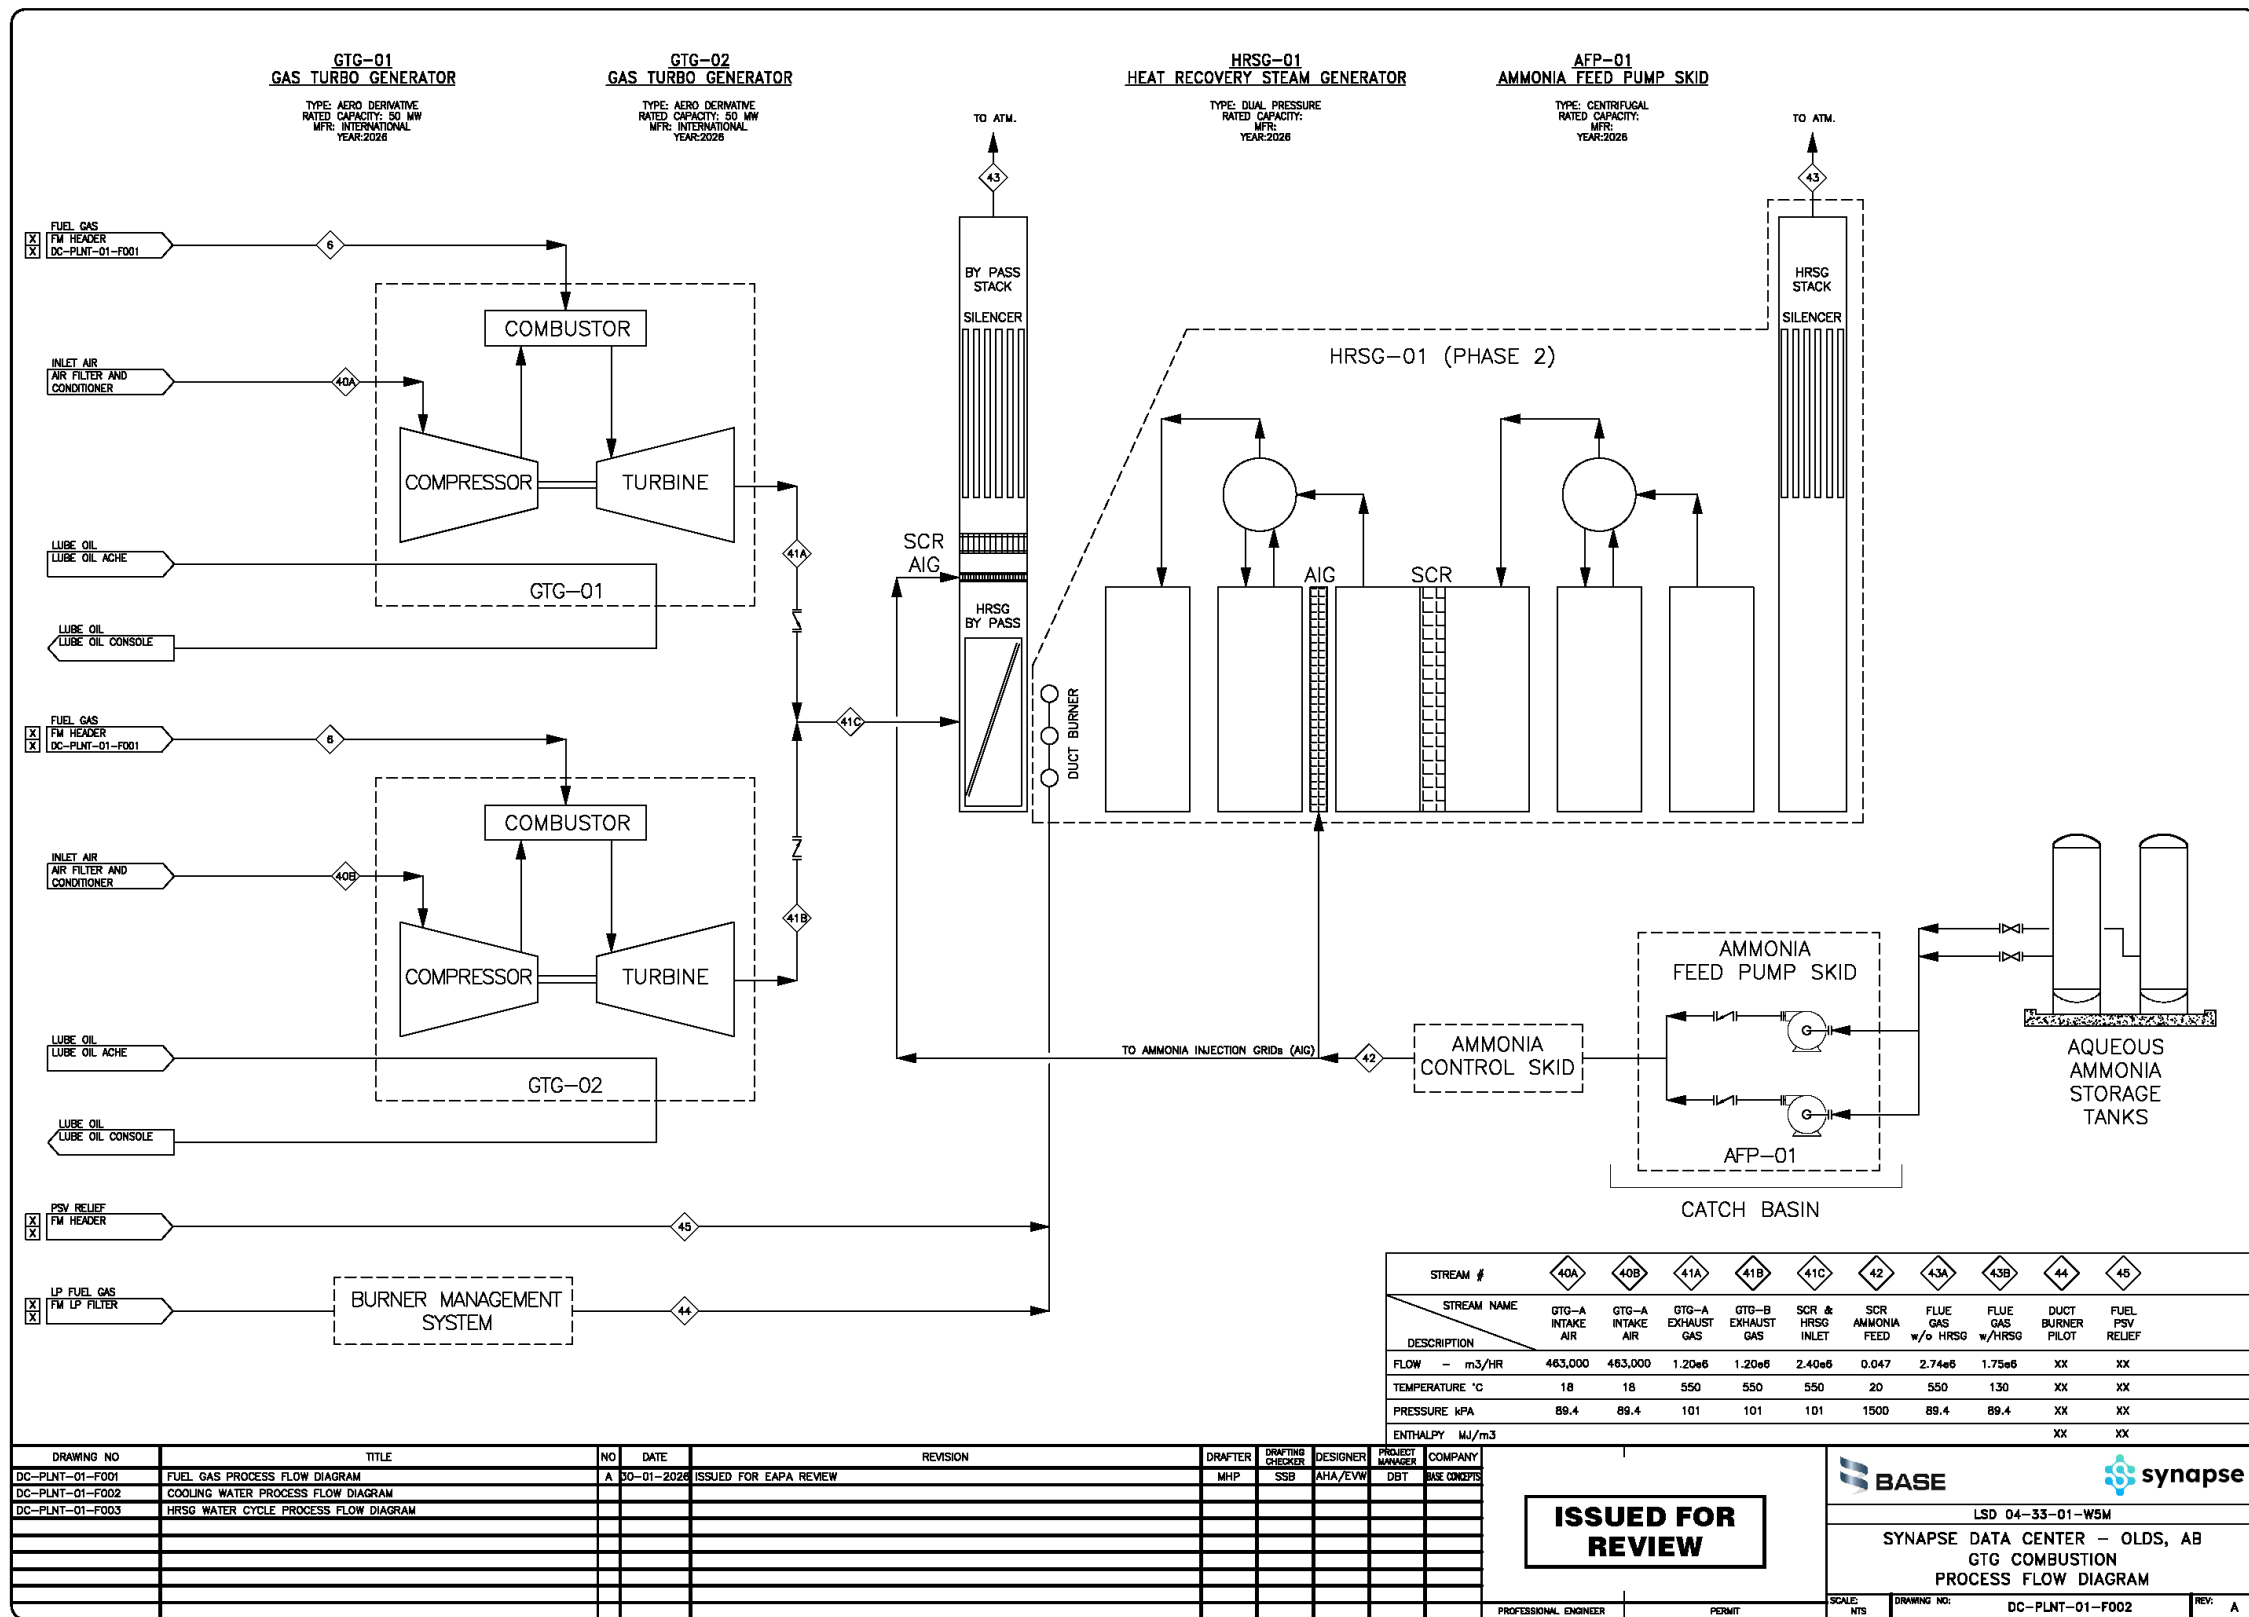 GTG-01
GAS TURBO GENERATOR
TYPE: AERO DERIVATIVE
RATED CAPACITY: 50 MW
MFR: INTERNATIONAL
YEAR:2026
GTG-02
GAS TURBO GENERATOR
TYPE: AERO DERIVATIVE
RATED CAPACITY: 50 MW
MFR: INTERNATIONAL
YEAR:2026
HRSG-01
HEAT RECOVERY STEAM GENERATOR
TYPE: DUAL PRESSURE
RATED CAPACITY:
MFR:
YEAR:2026
AFP-01
AMMONIA FEED PUMP SKID
TYPE: CENTRIFUGAL
RATED CAPACITY:
MFR:
YEAR:2026
TO ATM.
43
TO ATM.
43
FUEL GAS
X FM HEADER
X DC-PLNT-01-F001
6
COMBUSTOR
INLET AIR
AIR FILTER AND
CONDITIONER
40A
COMPRESSOR
TURBINE
41A
LUBE OIL
LUBE OIL ACHE
GTG-01
LUBE OIL
LUBE OIL CONSOLE
BY PASS
STACK
SILENCER
SCR
AIG
HRSG
BY PASS
HRSG
STACK
SILENCER
HRSG-01 (PHASE 2)
AIG
SCR
DUCT BURNER
41C
FUEL GAS
X FM HEADER
X DC-PLNT-01-F001
6
COMBUSTOR
INLET AIR
AIR FILTER AND
CONDITIONER
40B
COMPRESSOR
TURBINE
41B
LUBE OIL
LUBE OIL ACHE
GTG-02
LUBE OIL
LUBE OIL CONSOLE
TO AMMONIA INJECTION GRIDs (AIG)
42
AMMONIA
CONTROL SKID
AMMONIA
FEED PUMP SKID
G
G
AFP-01
CATCH BASIN
AQUEOUS
AMMONIA
STORAGE
TANKS
PSV RELIEF
X FM HEADER
X
45
LP FUEL GAS
X FM LP FILTER
X
BURNER MANAGEMENT
SYSTEM
44
STREAM # 40A 40B 41A 41B 41C 42 43A 43B 44 45
STREAM NAME
DESCRIPTION
GTG-A INTAKE AIR
GTG-A INTAKE AIR
GTG-A EXHAUST GAS
GTG-B EXHAUST GAS
SCR & HRSG INLET
SCR AMMONIA FEED
FLUE GAS w/o HRSG
FLUE GAS w/HRSG
DUCT BURNER PILOT
FUEL PSV RELIEF
FLOW - m3/HR 463,000 463,000 1.20e6 1.20e6 2.40e6 0.047 2.74e6 1.75e6 XX XX
TEMPERATURE °C 18 18 550 550 550 20 550 130 XX XX
PRESSURE kPA 89.4 89.4 101 101 101 1500 89.4 89.4 XX XX
ENTHALPY MJ/m3 XX XX
DRAWING NO TITLE NO DATE REVISION DRAFTER DRAFTING CHECKER DESIGNER PROJECT MANAGER COMPANY
DC-PLNT-01-F001 FUEL GAS PROCESS FLOW DIAGRAM A 30-01-2026 ISSUED FOR EAPA REVIEW MHP SSB AHA/EVW DBT BASE CONCEPTS
DC-PLNT-01-F002 COOLING WATER PROCESS FLOW DIAGRAM
DC-PLNT-01-F003 HRSG WATER CYCLE PROCESS FLOW DIAGRAM
ISSUED FOR
REVIEW
PROFESSIONAL ENGINEER PERMIT
BASE
synapse
LSD 04-33-01-W5M
SYNAPSE DATA CENTER - OLDS, AB
GTG COMBUSTION
PROCESS FLOW DIAGRAM
SCALE: NTS
DRAWING NO: DC-PLNT-01-F002
REV: A